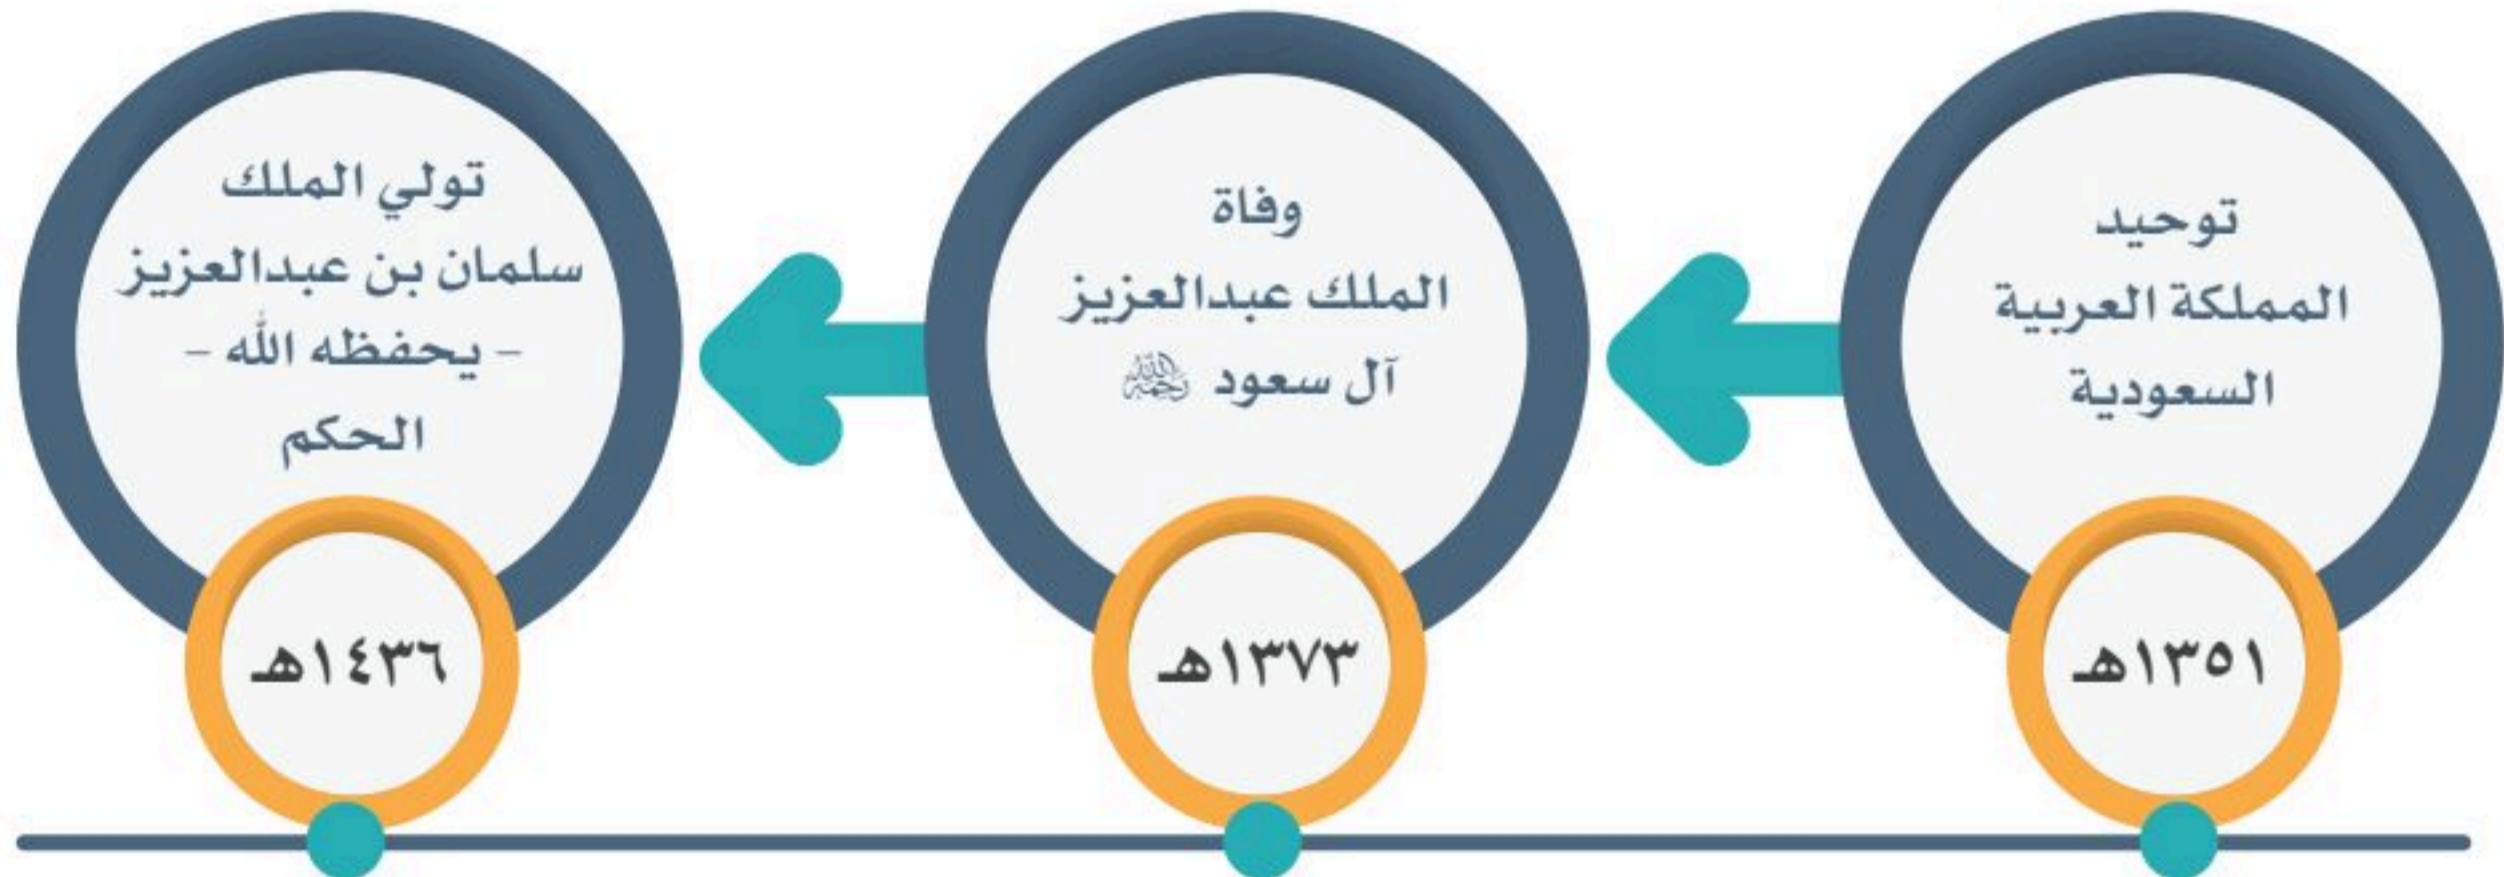 توحيد
المملكة العربية
السعودية
١٣٥١هـ
وفاة
الملك عبدالعزيز
آل سعود رحمه الله
١٣٧٣هـ
تولي الملك
سلمان بن عبدالعزيز
- يحفظه الله -
الحكم
١٤٣٦هـ